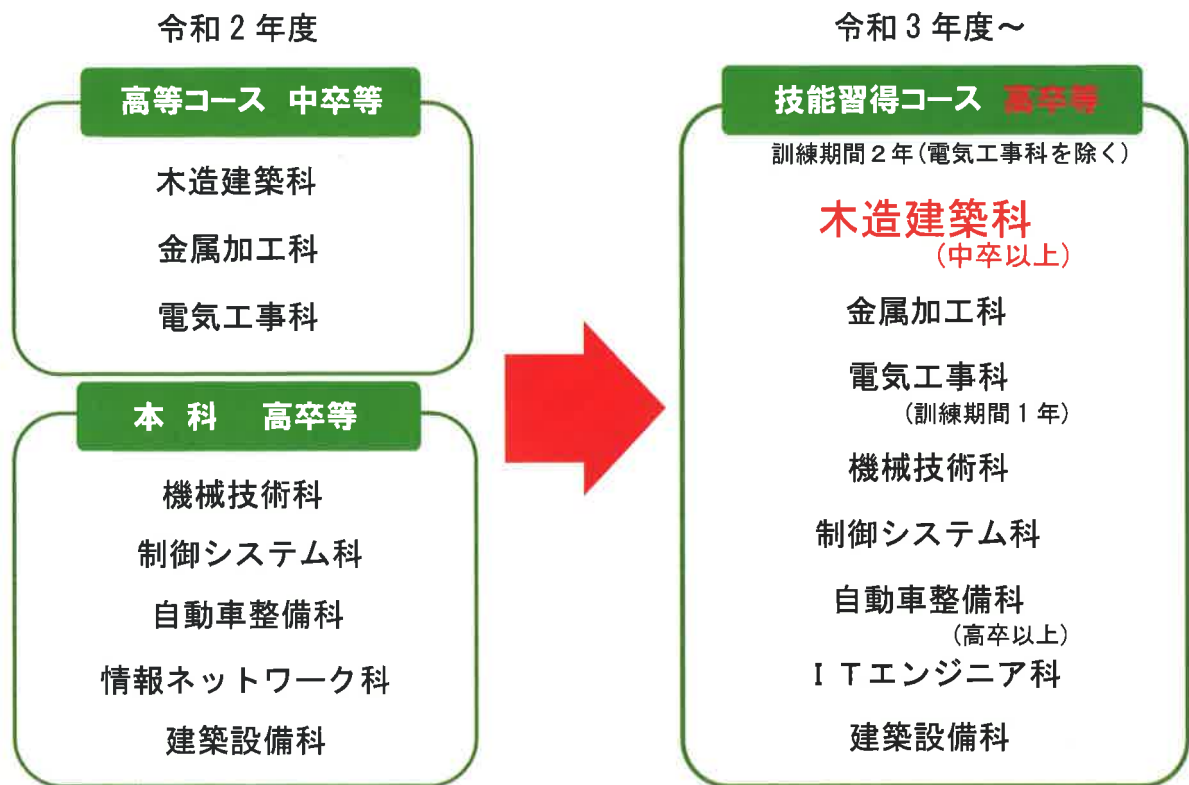 令和２年度
高等コース 中卒等
木造建築科
金属加工科
電気工事科
本 科 高卒等
機械技術科
制御システム科
自動車整備科
情報ネットワーク科
建築設備科
令和３年度～
技能習得コース 高卒等
訓練期間２年(電気工事科を除く)
木造建築科
(中卒以上)
金属加工科
電気工事科
(訓練期間１年)
機械技術科
制御システム科
自動車整備科
(高卒以上)
ＩＴエンジニア科
建築設備科